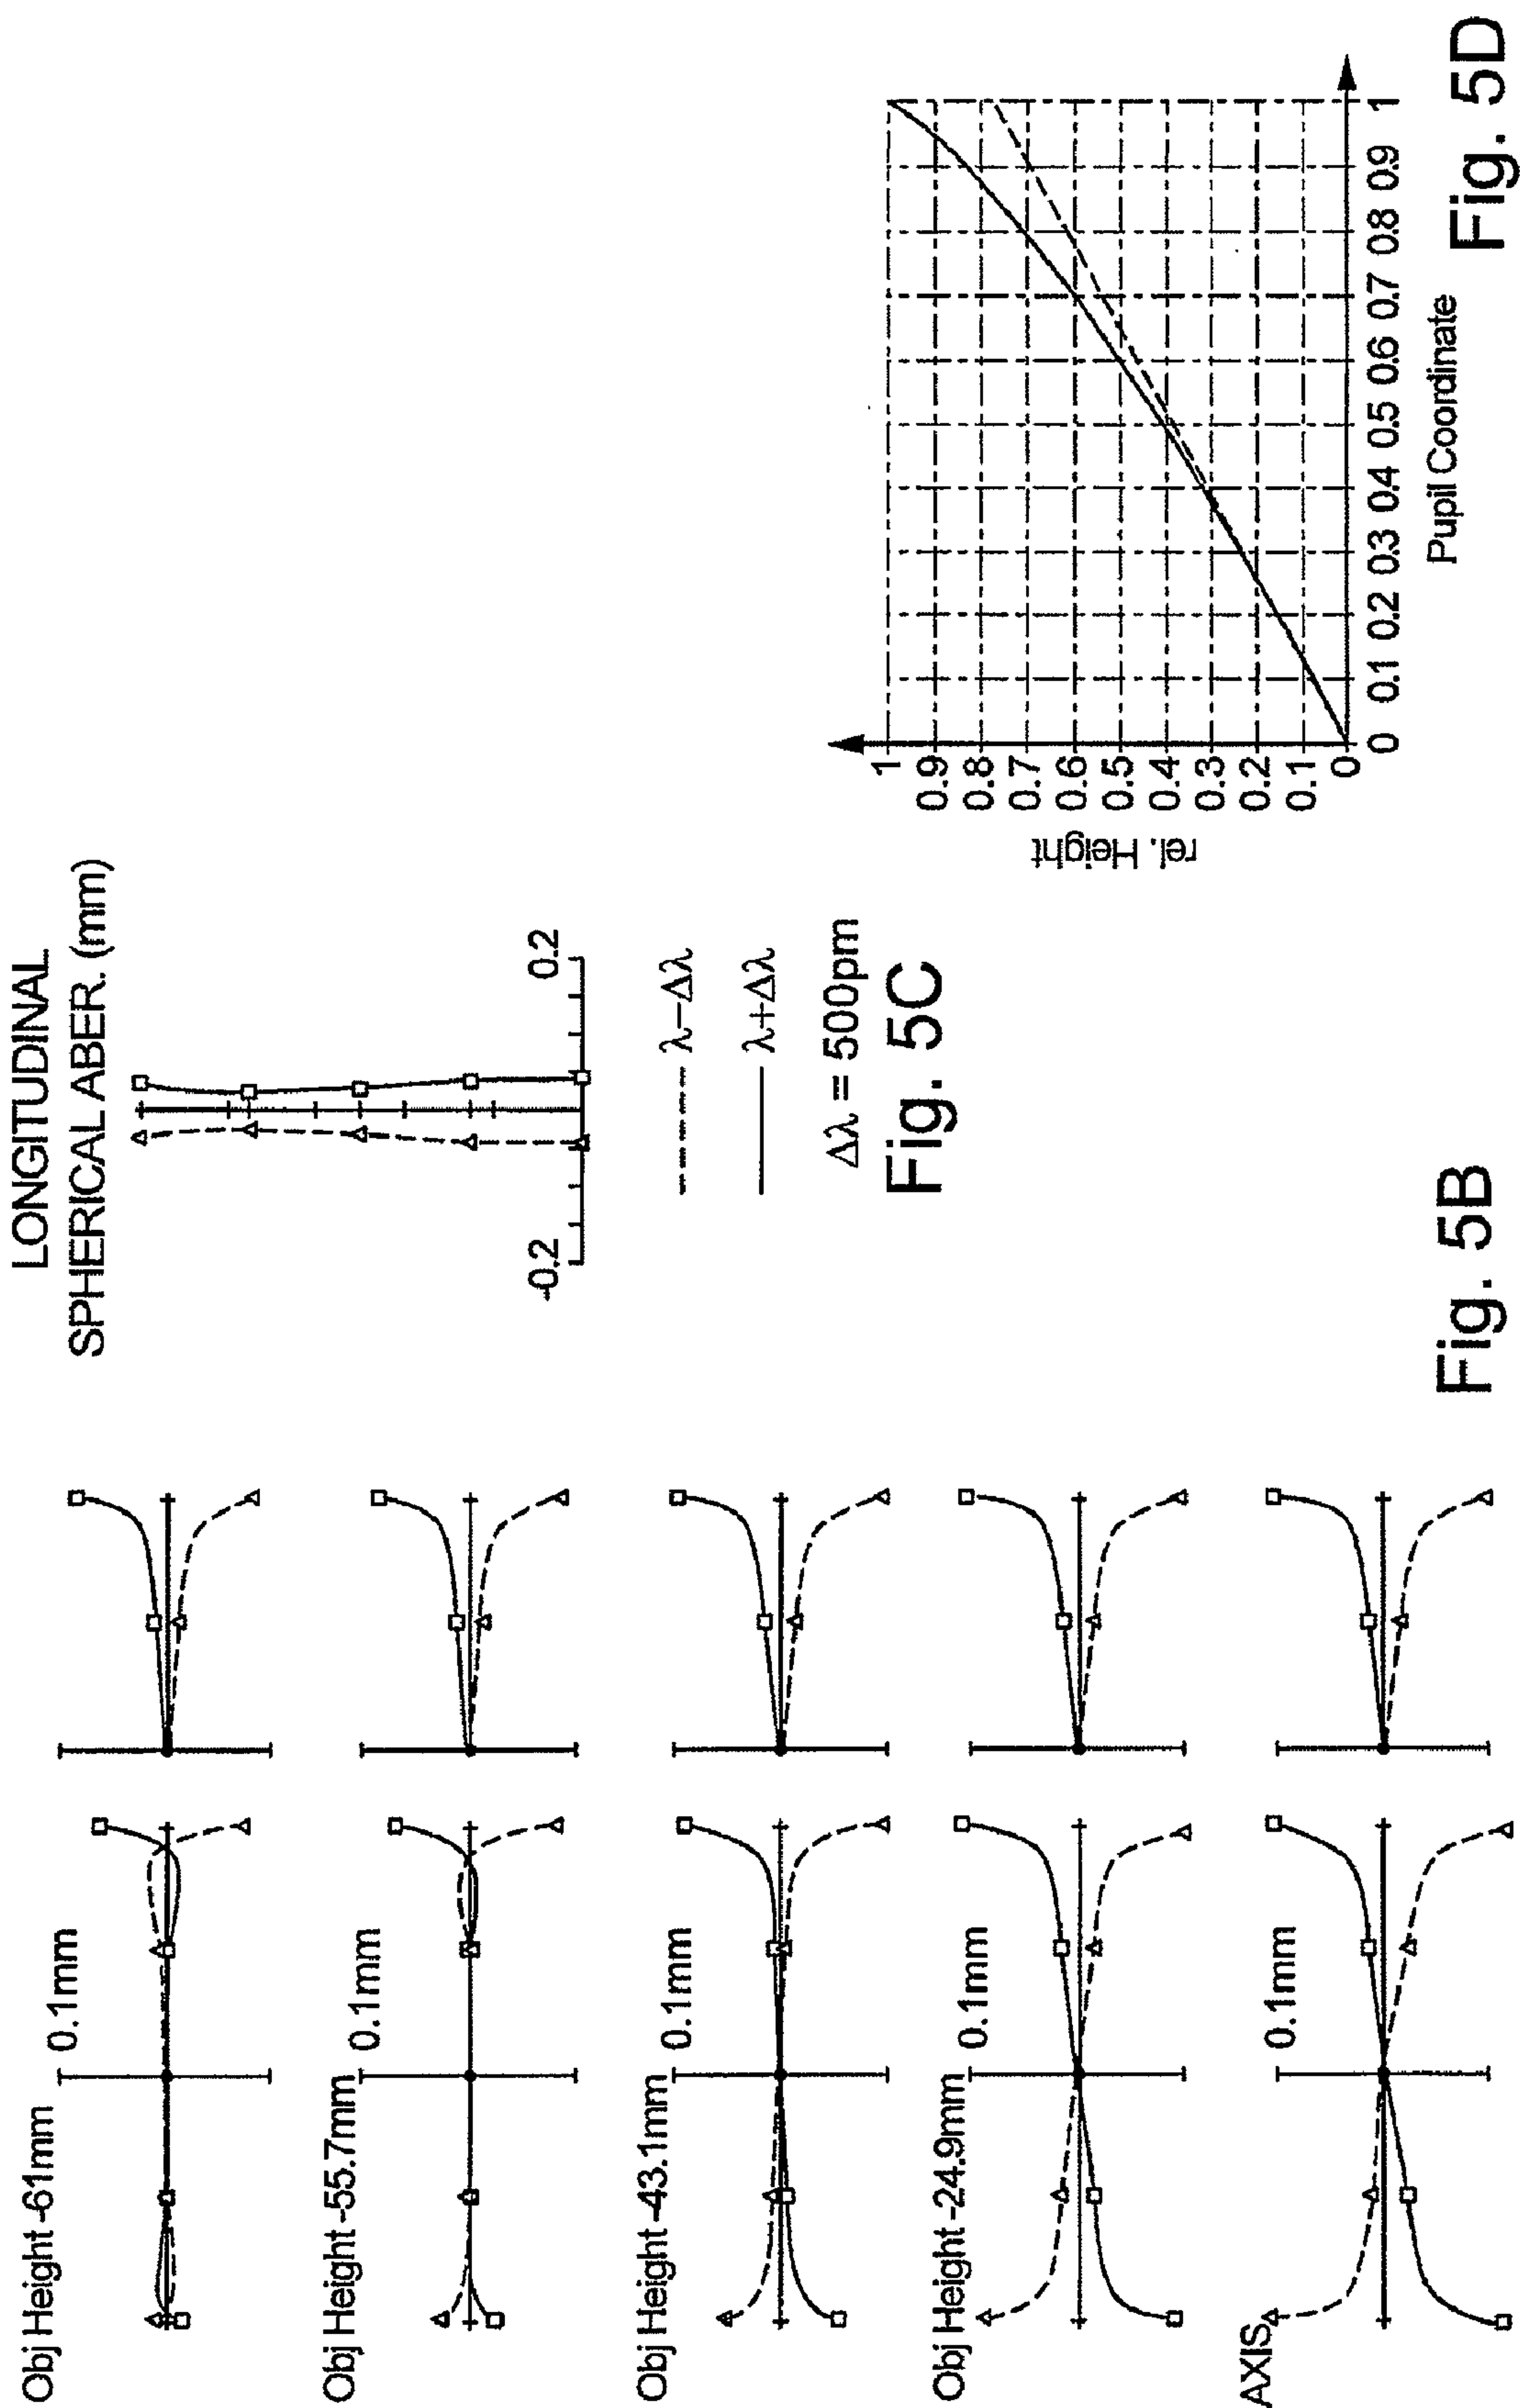 Obj Height -61mm
0.1mm
Obj Height -55.7mm
0.1mm
Obj Height -43.1mm
0.1mm
Obj Height -24.9mm
0.1mm
AXIS
0.1mm
Fig. 5B
LONGITUDINAL
SPHERICAL ABER. (mm)
-0.2
0.2
λ−Δλ
λ+Δλ
Δλ = 500pm
Fig. 5C
rel. Height
1
0.9
0.8
0.7
0.6
0.5
0.4
0.3
0.2
0.1
0
0 0.1 0.2 0.3 0.4 0.5 0.6 0.7 0.8 0.9 1
Pupil Coordinate
Fig. 5D